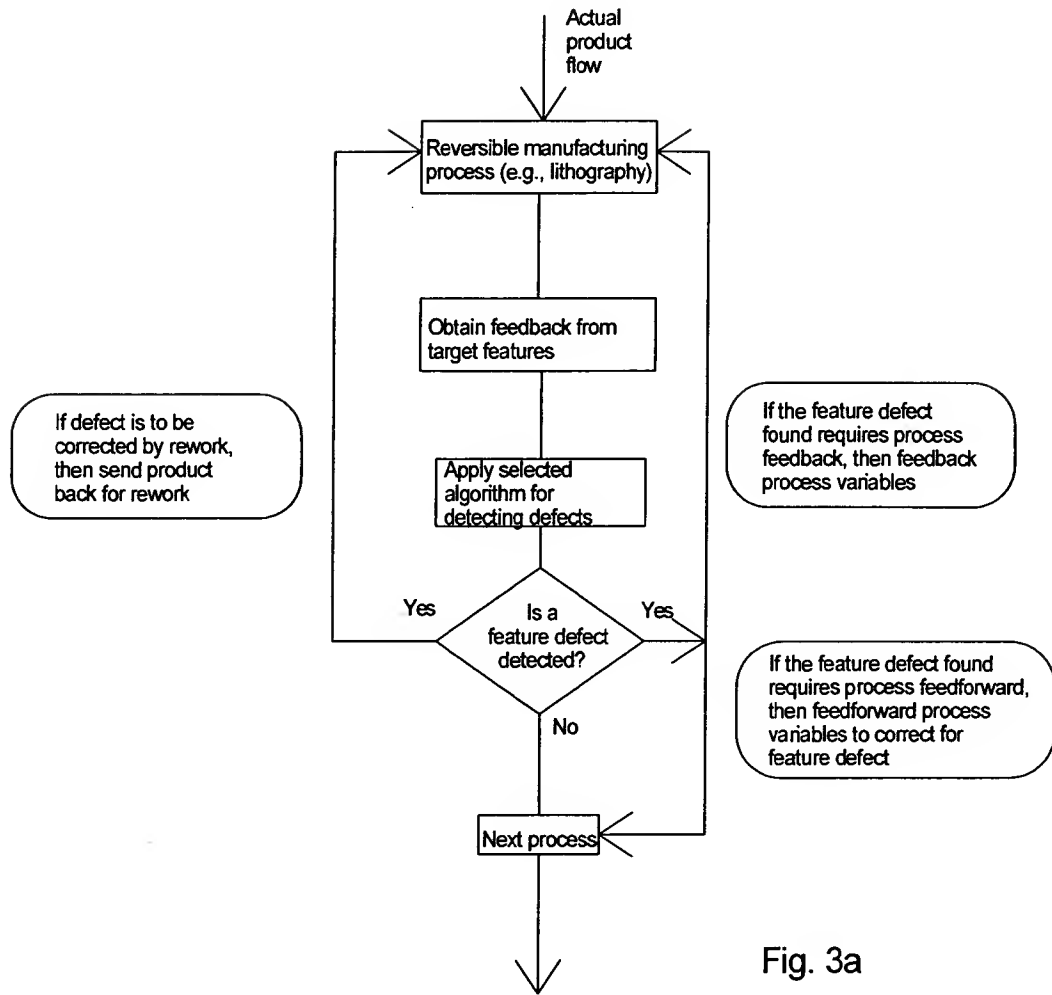 Actual
product
flow
Reversible manufacturing
process (e.g., lithography)
Obtain feedback from
target features
If defect is to be
corrected by rework,
then send product
back for rework
If the feature defect
found requires process
feedback, then feedback
process variables
Apply selected
algorithm for
detecting defects
Yes
Is a
feature defect
detected?
Yes
If the feature defect found
requires process feedforward,
then feedforward process
variables to correct for
feature defect
No
Next process
Fig. 3a